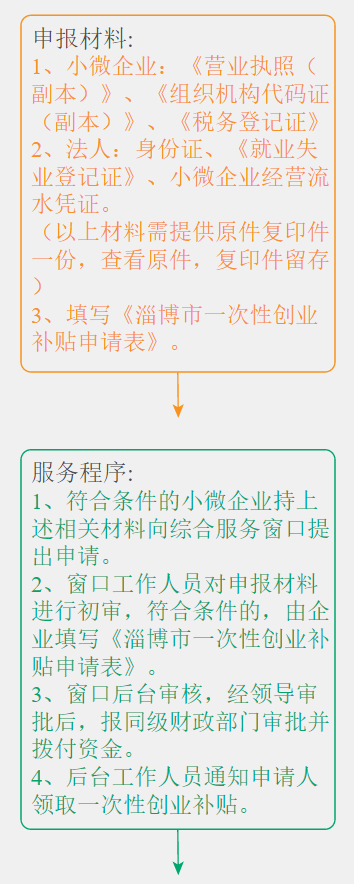 申报材料:
1、小微企业：《营业执照（
副本）》、《组织机构代码证
（副本）》、《税务登记证》
2、法人：身份证、《就业失
业登记证》、小微企业经营流
水凭证。
（以上材料需提供原件复印件
一份，查看原件，复印件留存
）
3、填写《淄博市一次性创业
补贴申请表》。
服务程序:
1、符合条件的小微企业持上
述相关材料向综合服务窗口提
出申请。
2、窗口工作人员对申报材料
进行初审，符合条件的，由企
业填写《淄博市一次性创业补
贴申请表》。
3、窗口后台审核，经领导审
批后，报同级财政部门审批并
拨付资金。
4、后台工作人员通知申请人
领取一次性创业补贴。